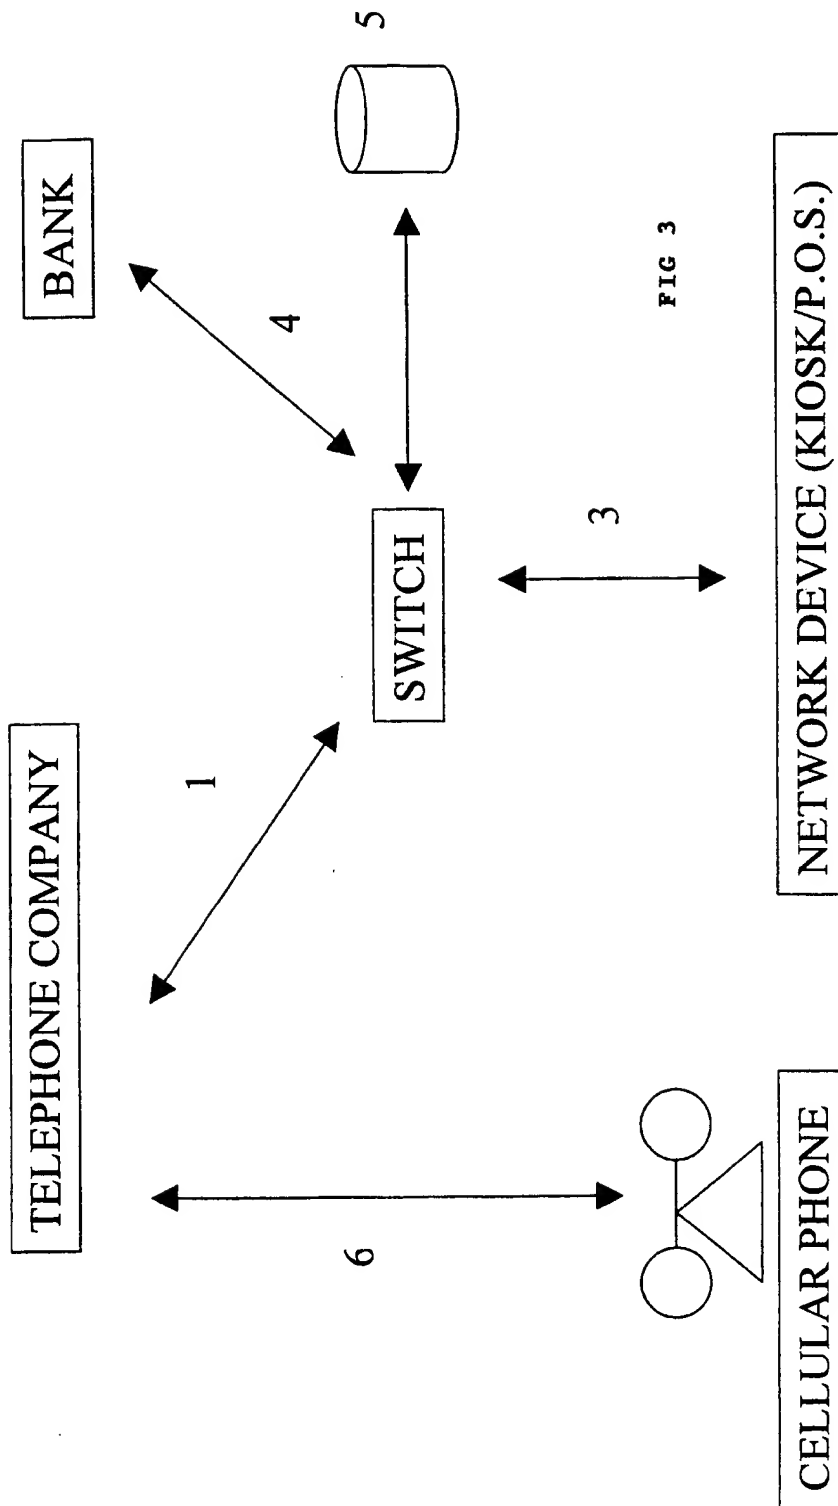 TELEPHONE COMPANY
BANK
1
4
6
SWITCH
5
3
FIG 3
CELLULAR PHONE
NETWORK DEVICE (KIOSK/P.O.S.)